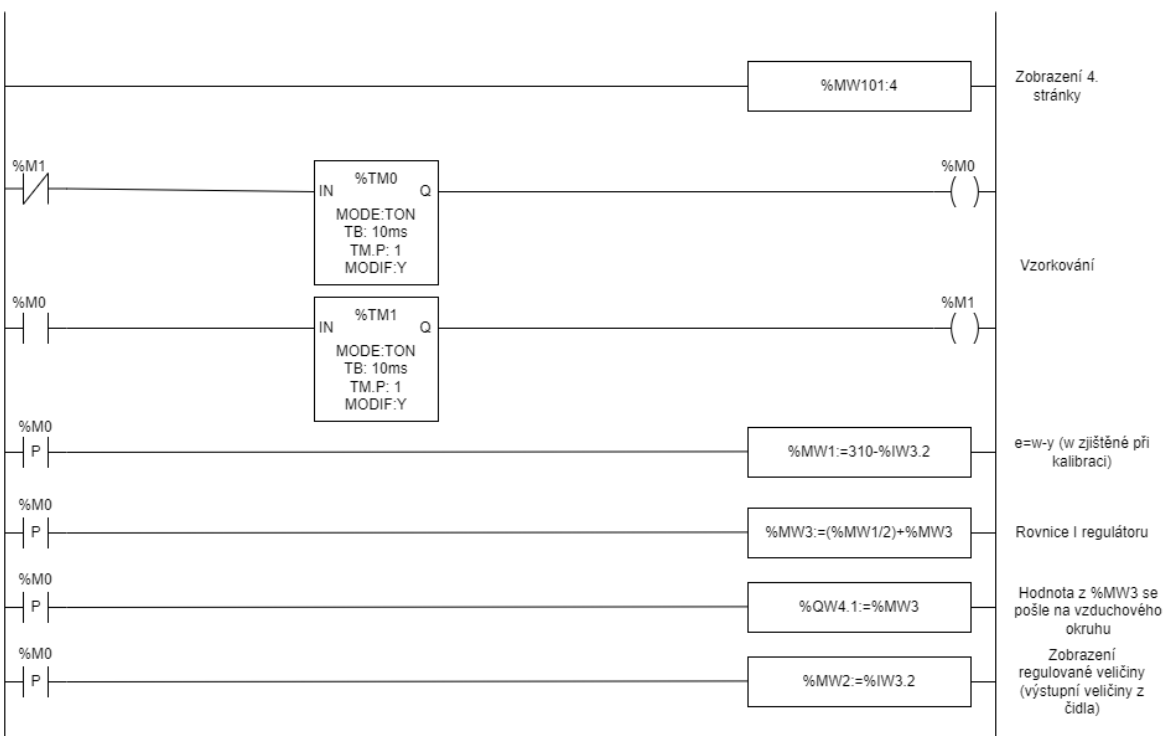 %MW101:4
Zobrazení 4.
stránky
%M1
%TM0
IN
Q
MODE:TON
TB: 10ms
TM.P: 1
MODIF:Y
%M0
( )
Vzorkování
%M0
%TM1
IN
Q
MODE:TON
TB: 10ms
TM.P: 1
MODIF:Y
%M1
( )
%M0
P
%MW1:=310-%IW3.2
e=w-y (w zjištěné při
kalibraci)
%M0
P
%MW3:=(%MW1/2)+%MW3
Rovnice I regulátoru
%M0
P
%QW4.1:=%MW3
Hodnota z %MW3 se
pošle na vzduchového
okruhu
%M0
P
%MW2:=%IW3.2
Zobrazení
regulované veličiny
(výstupní veličiny z
čidla)